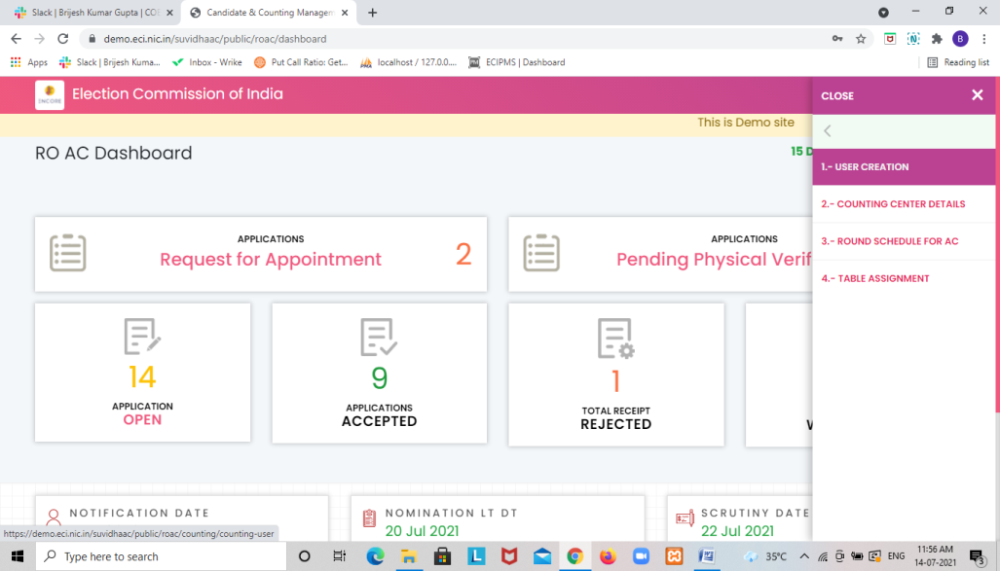 Slack | Brijesh Kumar Gupta | COE
Candidate & Counting Managem
demo.eci.nic.in/suvidhaac/public/roac/dashboard
B
Apps
Slack | Brijesh Kuma...
Inbox - Wrike
Put Call Ratio: Get...
localhost / 127.0.0....
ECIPMS | Dashboard
Reading list
ENCORE
Election Commission of India
CLOSE
This is Demo site
RO AC Dashboard
15 D
1.- USER CREATION
2.- COUNTING CENTER DETAILS
3.- ROUND SCHEDULE FOR AC
4.- TABLE ASSIGNMENT
APPLICATIONS
Request for Appointment
2
APPLICATIONS
Pending Physical Verif
14
APPLICATION
OPEN
9
APPLICATIONS
ACCEPTED
1
TOTAL RECEIPT
REJECTED
NOTIFICATION DATE
NOMINATION LT DT
20 Jul 2021
SCRUTINY DATE
22 Jul 2021
https://demo.eci.nic.in/suvidhaac/public/roac/counting/counting-user
Type here to search
35°C
ENG
11:56 AM
14-07-2021
3